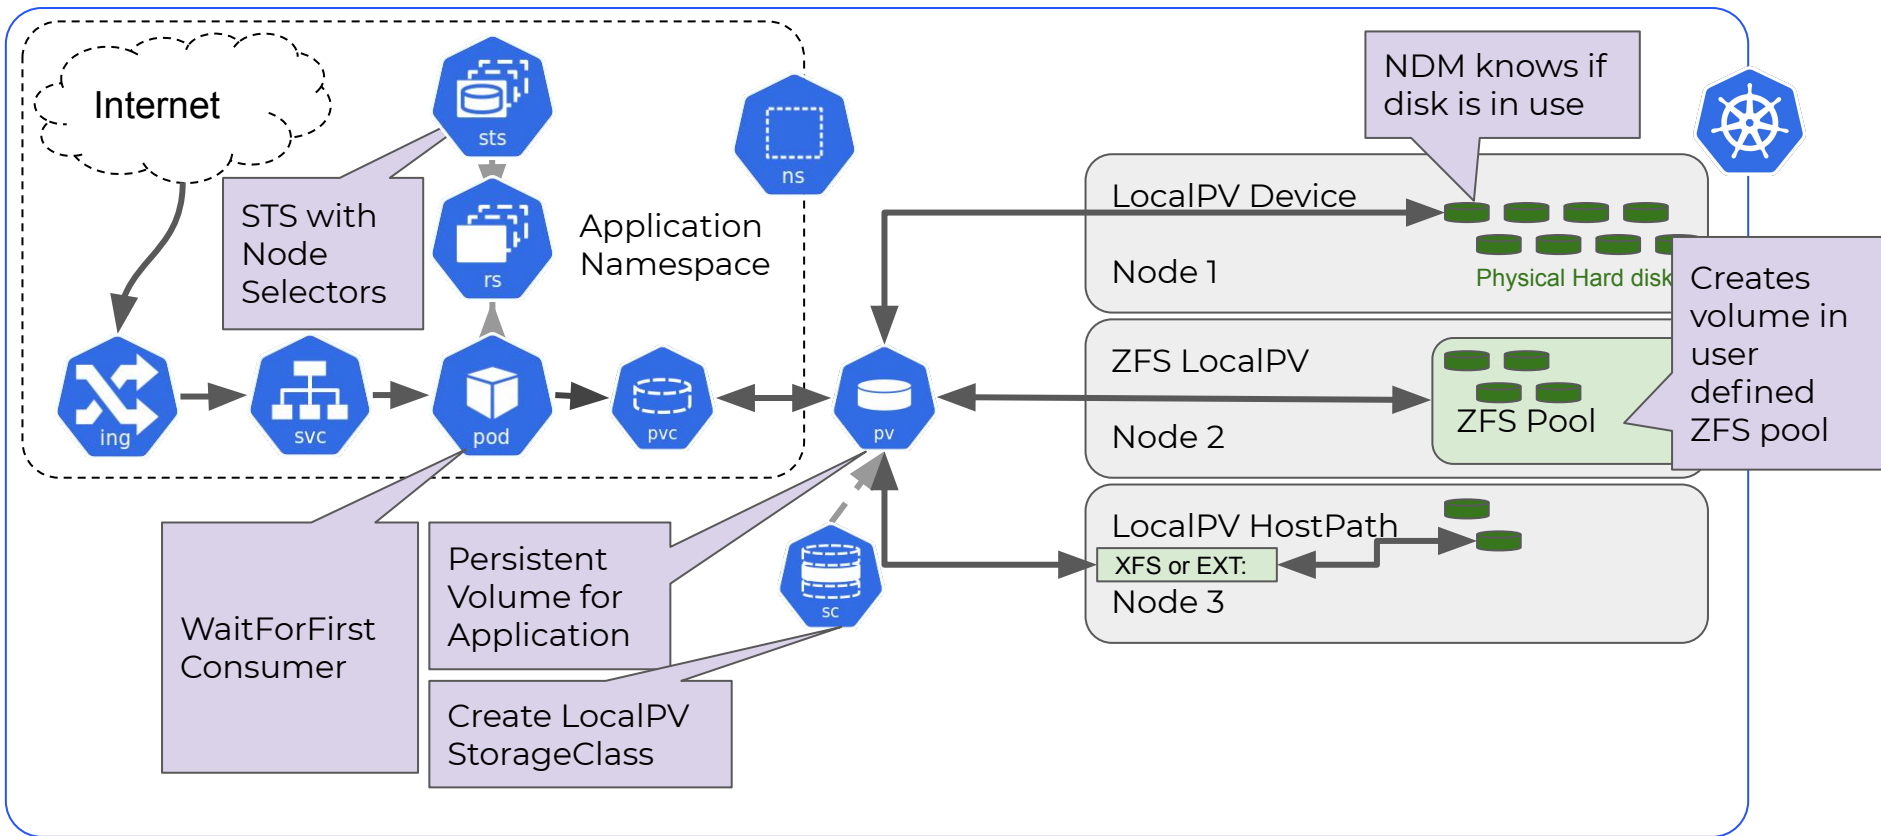 Internet
sts
ns
NDM knows if
disk is in use
STS with
Node
Selectors
rs
Application
Namespace
LocalPV Device
Node 1
Physical Hard disk
Creates
volume in
user
defined
ZFS pool
ing
svc
pod
pvc
pv
ZFS LocalPV
Node 2
ZFS Pool
WaitForFirst
Consumer
Persistent
Volume for
Application
sc
Create LocalPV
StorageClass
LocalPV HostPath
XFS or EXT:
Node 3